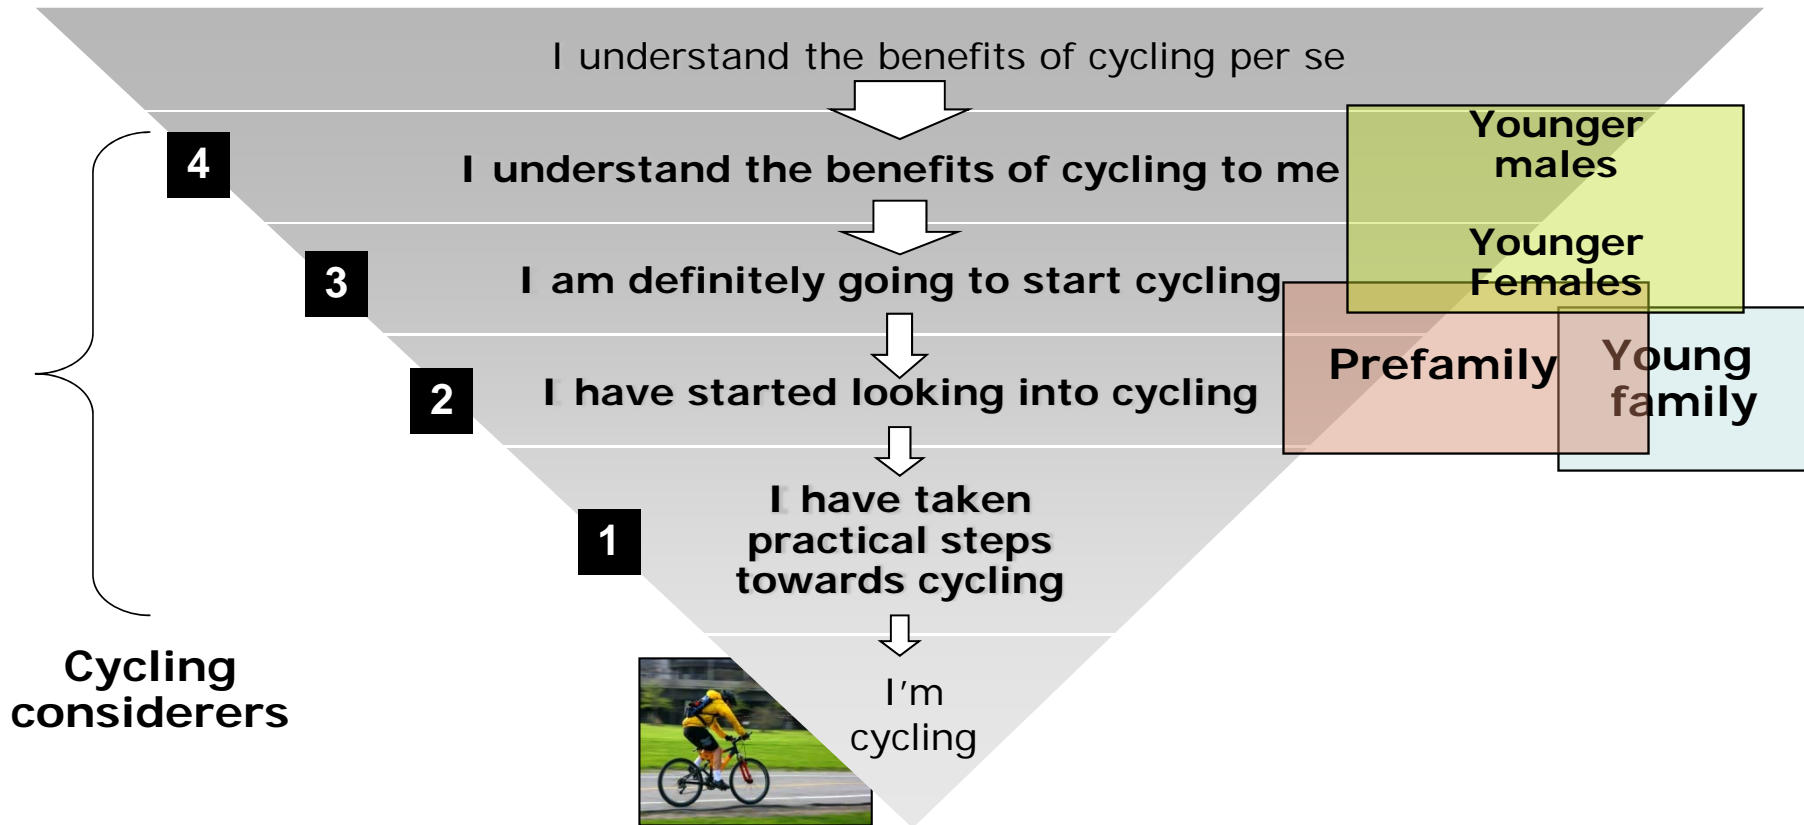 I understand the benefits of cycling per se
4
I understand the benefits of cycling to me
Younger
males
3
I am definitely going to start cycling
Younger
Females
2
I have started looking into cycling
Prefamily
Young
family
1
I have taken
practical steps
towards cycling
Cycling
considerers
I'm
cycling